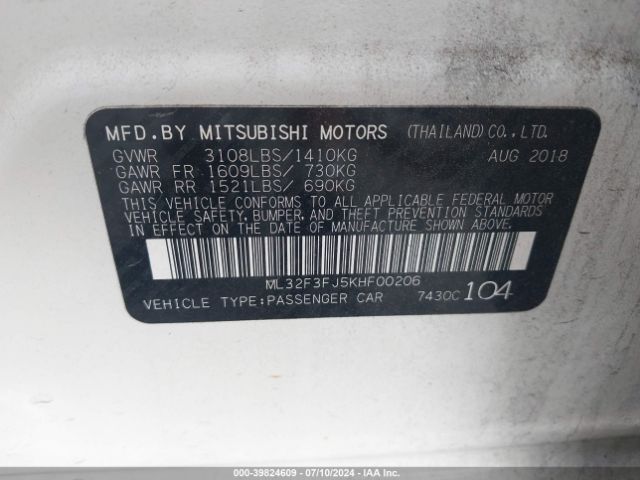 MFD.BY MITSUBISHI MOTORS (THAILAND)CO.,LTD.
GVWR 3108LBS/1410KG AUG 2018
GAWR FR 1609LBS/ 730KG
GAWR RR 1521LBS/ 690KG
THIS VEHICLE CONFORMS TO ALL APPLICABLE FEDERAL MOTOR
VEHICLE SAFETY, BUMPER, AND THEFT PREVENTION STANDARDS
IN EFFECT ON THE DATE OF MANUFACTURE SHOWN ABOVE.
ML32F3FJ5KHF00206
VEHICLE TYPE:PASSENGER CAR 7430C 104
000-39824609 - 07/10/2024 - IAA Inc.